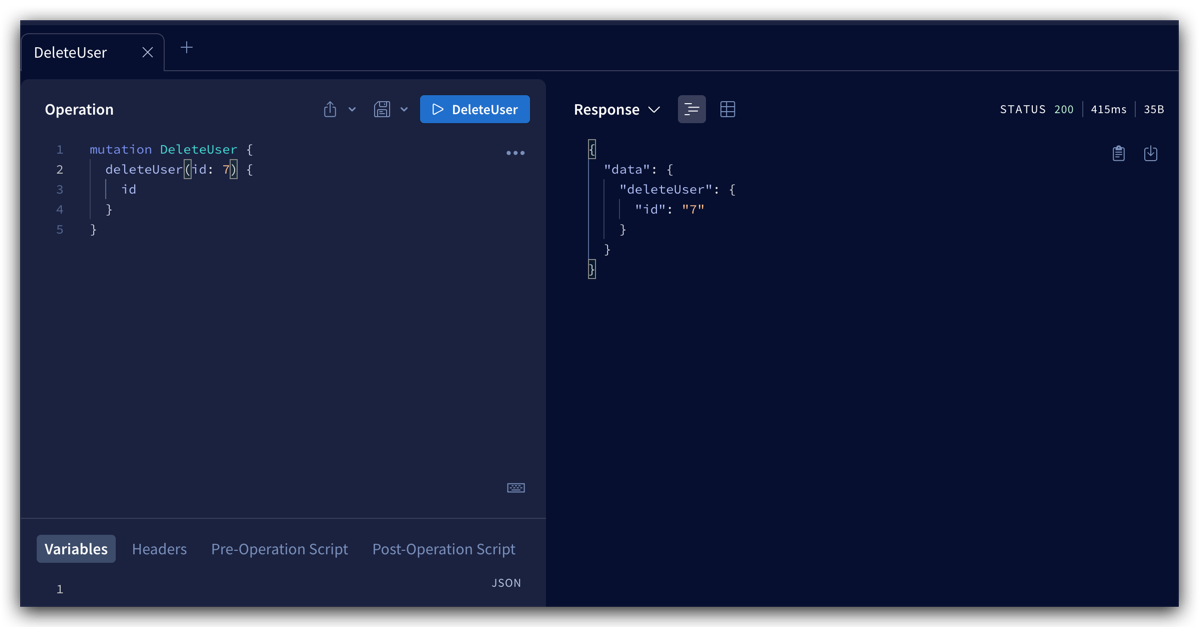 DeleteUser
Operation
DeleteUser
1 mutation DeleteUser {
2 deleteUser(id: 7) {
3 id
4 }
5 }
Variables Headers Pre-Operation Script Post-Operation Script
JSON
1
Response
STATUS 200 415ms 35B
{
"data": {
"deleteUser": {
"id": "7"
}
}
}